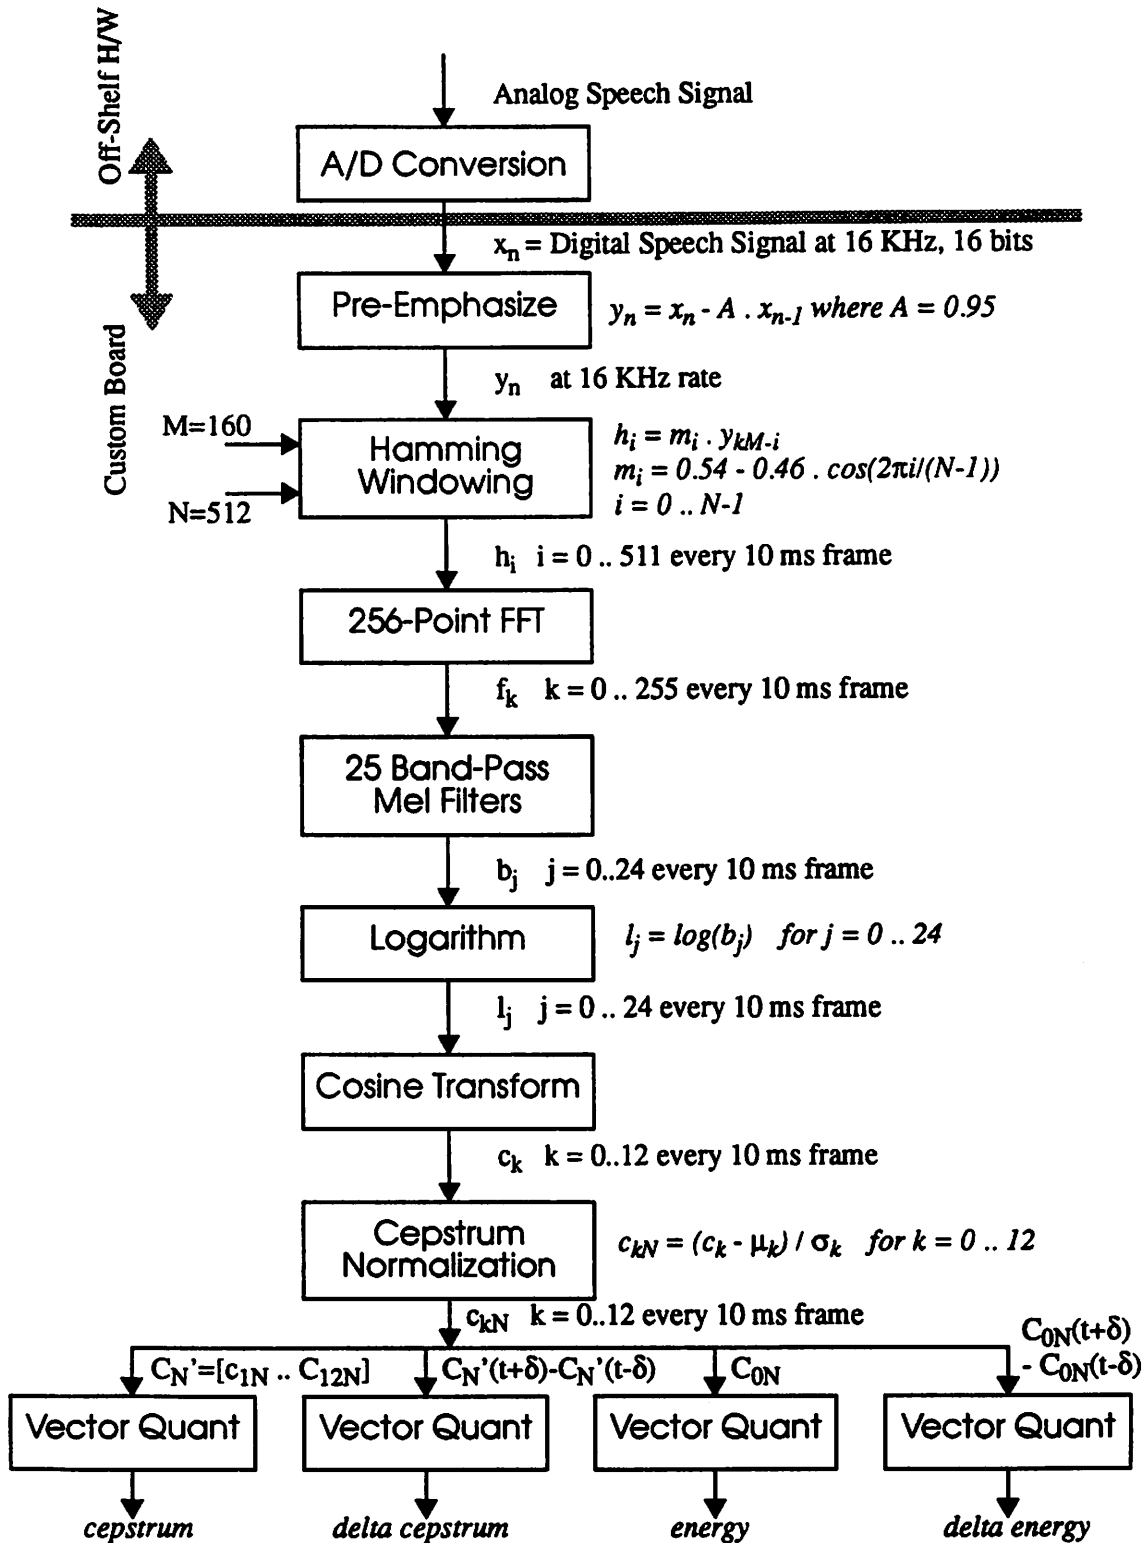 Off-Shelf H/W
Analog Speech Signal
A/D Conversion
xn = Digital Speech Signal at 16 KHz, 16 bits
Pre-Emphasize
yn = xn - A . xn-1 where A = 0.95
Custom Board
yn at 16 KHz rate
M=160
N=512
Hamming
Windowing
hi = mi . ykM-i
mi = 0.54 - 0.46 . cos(2πi/(N-1))
i = 0 .. N-1
hi i = 0 .. 511 every 10 ms frame
256-Point FFT
fk k = 0 .. 255 every 10 ms frame
25 Band-Pass
Mel Filters
bj j = 0..24 every 10 ms frame
Logarithm
lj = log(bj) for j = 0 .. 24
lj j = 0 .. 24 every 10 ms frame
Cosine Transform
ck k = 0..12 every 10 ms frame
Cepstrum
Normalization
ckN = (ck - μk) / σk for k = 0 .. 12
ckN k = 0..12 every 10 ms frame
CN'=[c1N .. C12N]
CN'(t+δ)-CN'(t-δ)
C0N
C0N(t+δ)
- C0N(t-δ)
Vector Quant
Vector Quant
Vector Quant
Vector Quant
cepstrum
delta cepstrum
energy
delta energy